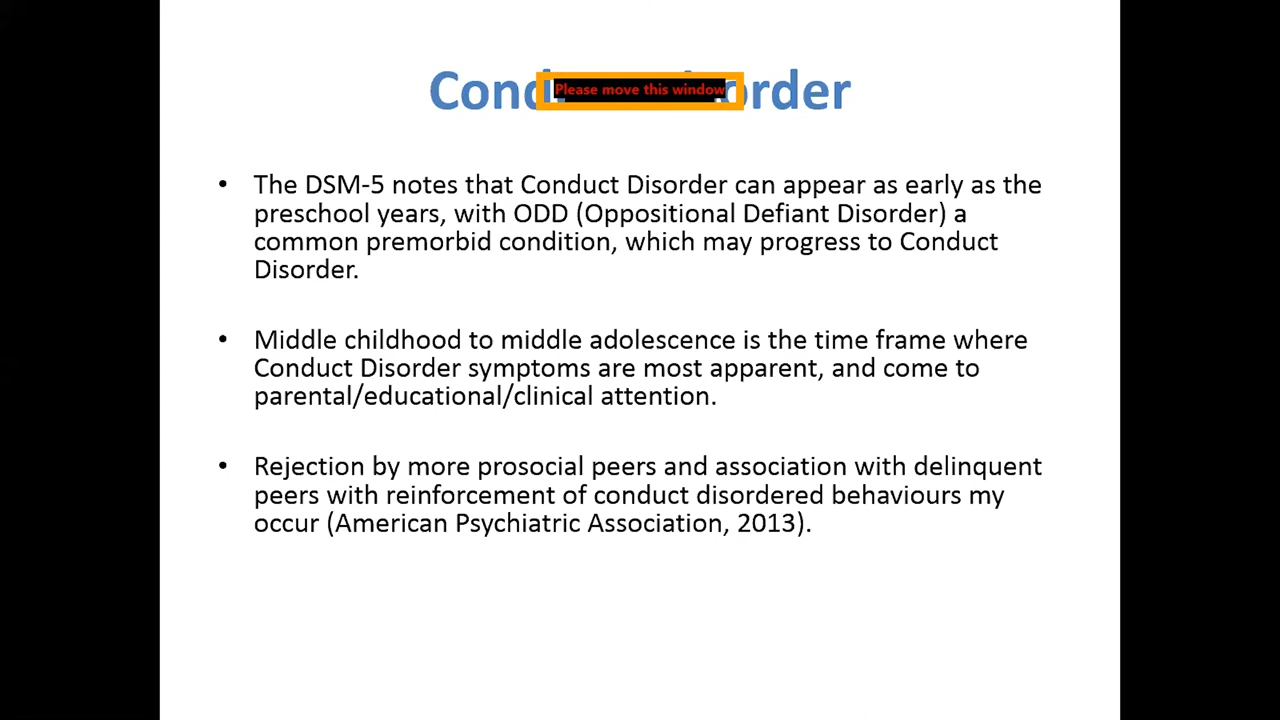 Cond Please move this window order
• The DSM-5 notes that Conduct Disorder can appear as early as the
preschool years, with ODD (Oppositional Defiant Disorder) a
common premorbid condition, which may progress to Conduct
Disorder.
• Middle childhood to middle adolescence is the time frame where
Conduct Disorder symptoms are most apparent, and come to
parental/educational/clinical attention.
• Rejection by more prosocial peers and association with delinquent
peers with reinforcement of conduct disordered behaviours my
occur (American Psychiatric Association, 2013).